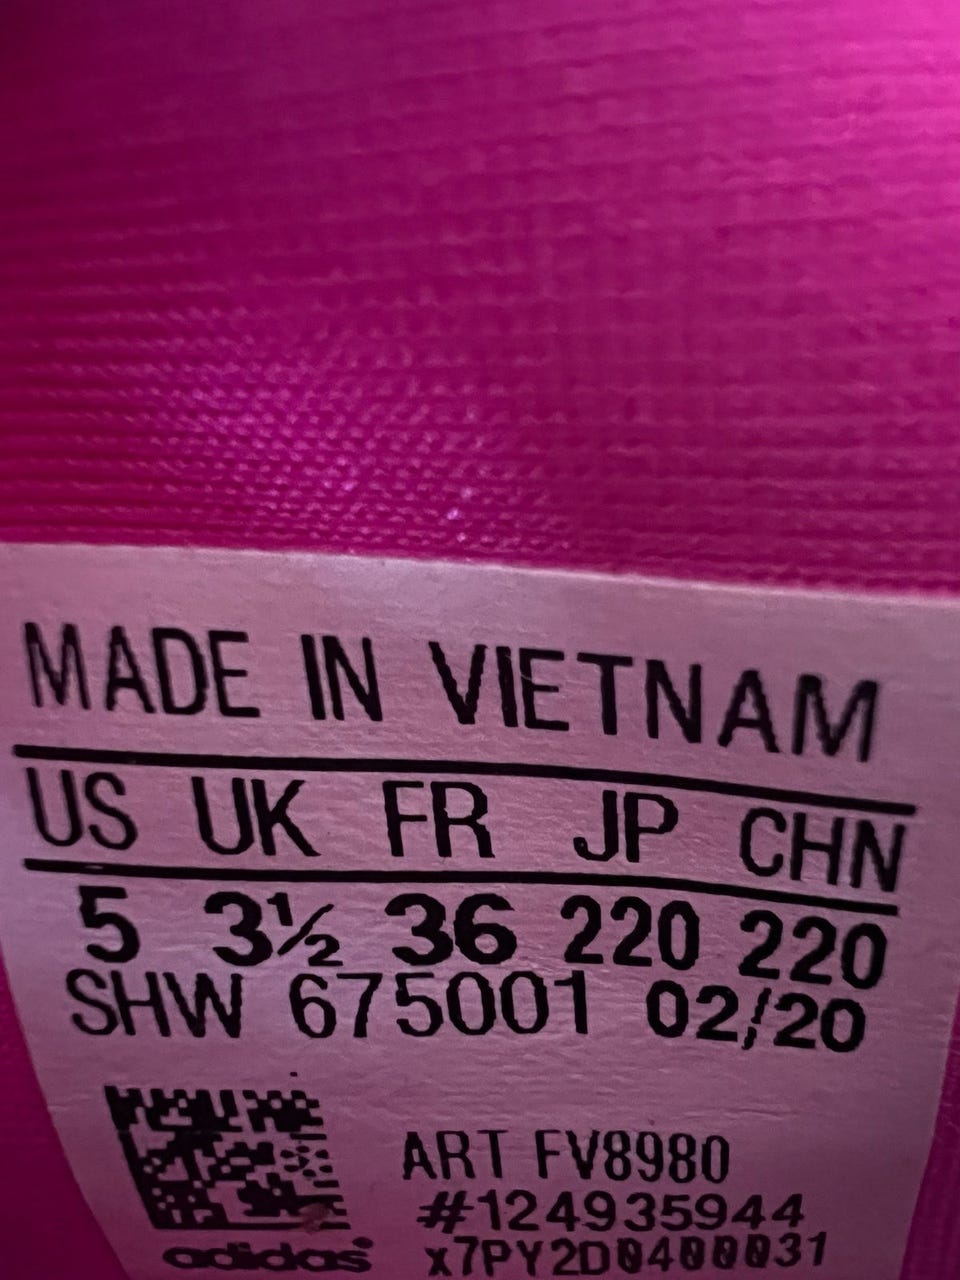 MADE IN VIETNAM
US UK FR JP CHN
5 3½ 36 220 220
SHW 675001 02/20
ART FV8980
#124935944
adidas x7PY2D0400031